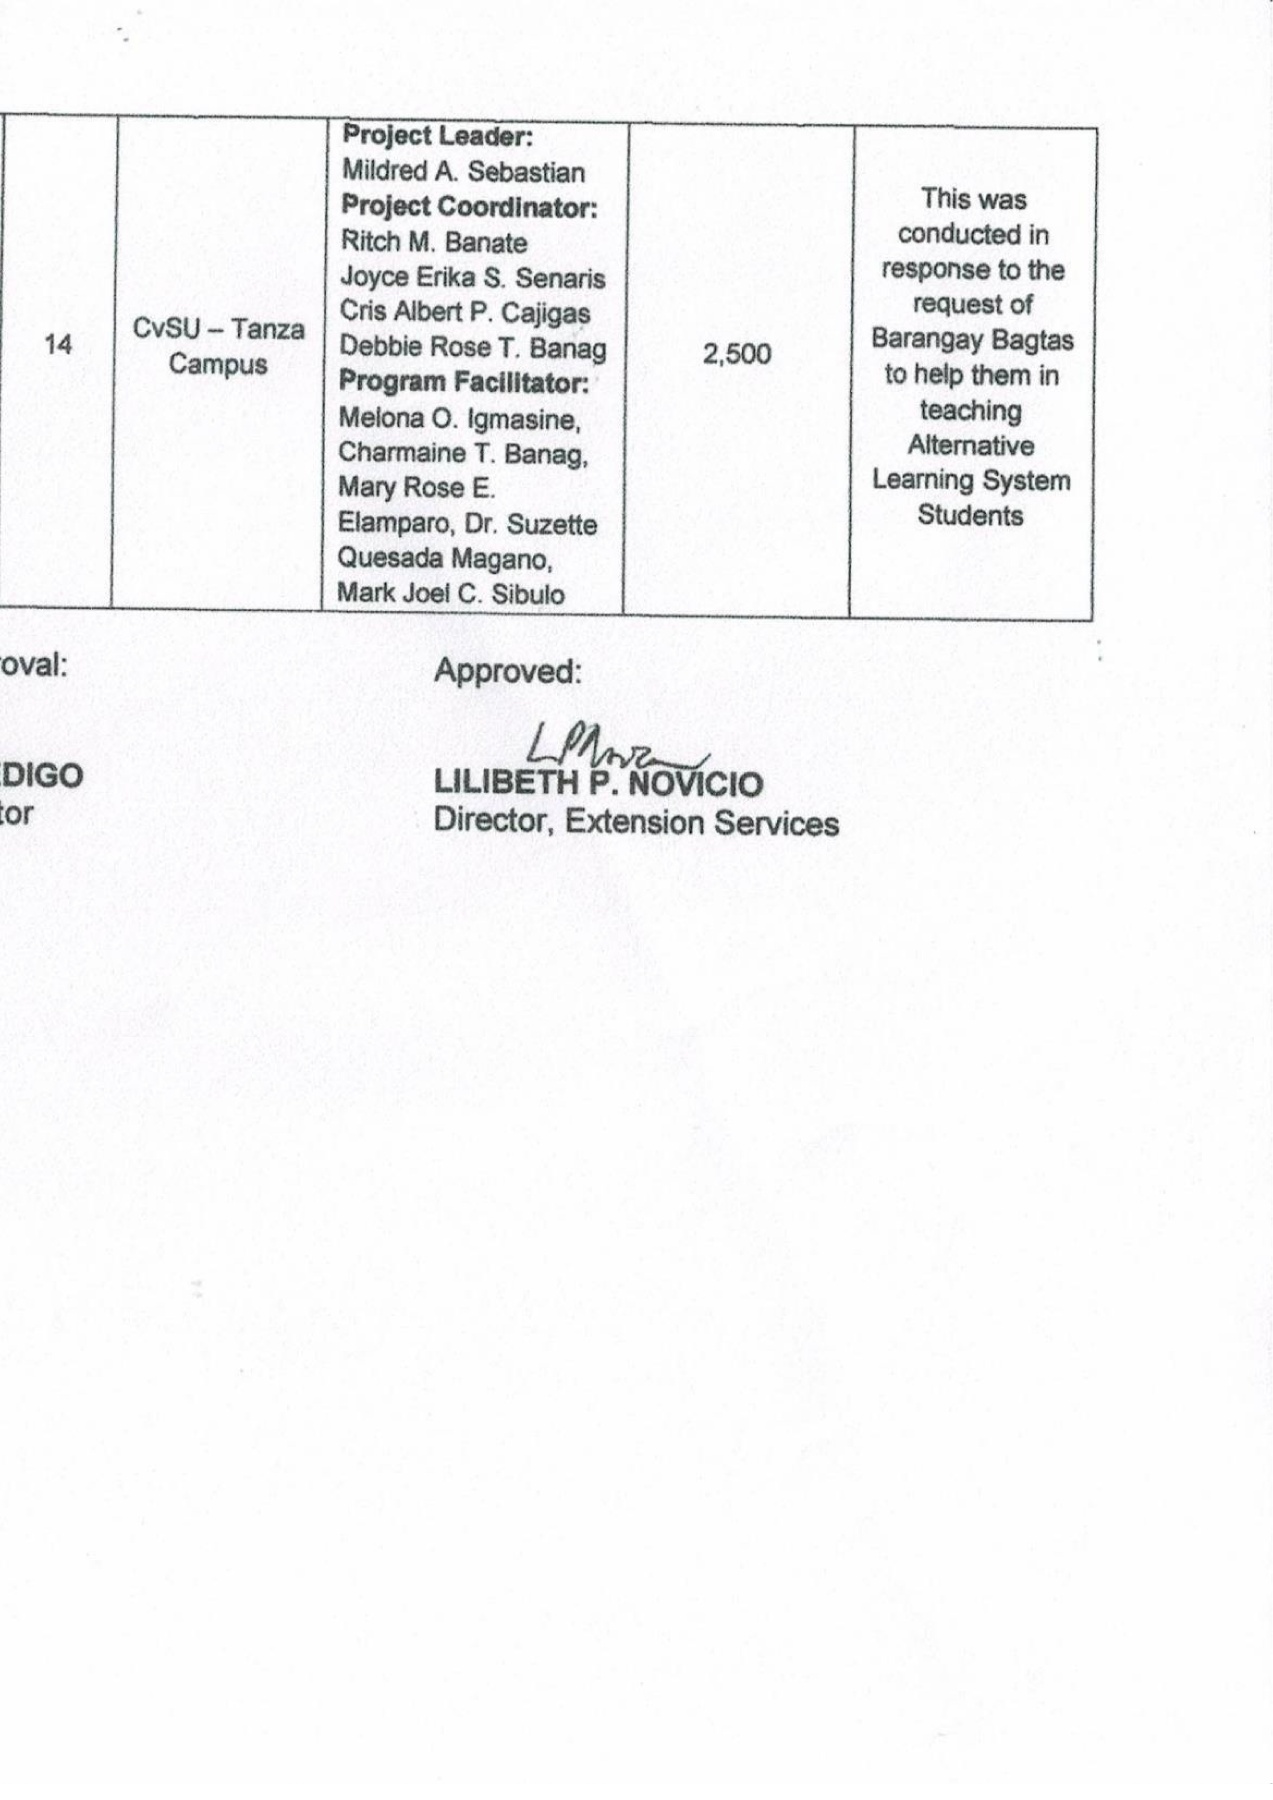 14
CvSU – Tanza
Campus
Project Leader:
Mildred A. Sebastian
Project Coordinator:
Ritch M. Banate
Joyce Erika S. Senaris
Cris Albert P. Cajigas
Debbie Rose T. Banag
Program Facilitator:
Melona O. Igmasine,
Charmaine T. Banag,
Mary Rose E.
Elamparo, Dr. Suzette
Quesada Magano,
Mark Joel C. Sibulo
2,500
This was
conducted in
response to the
request of
Barangay Bagtas
to help them in
teaching
Alternative
Learning System
Students
oval:
DIGO
tor
Approved:
LILIBETH P. NOVICIO
Director, Extension Services